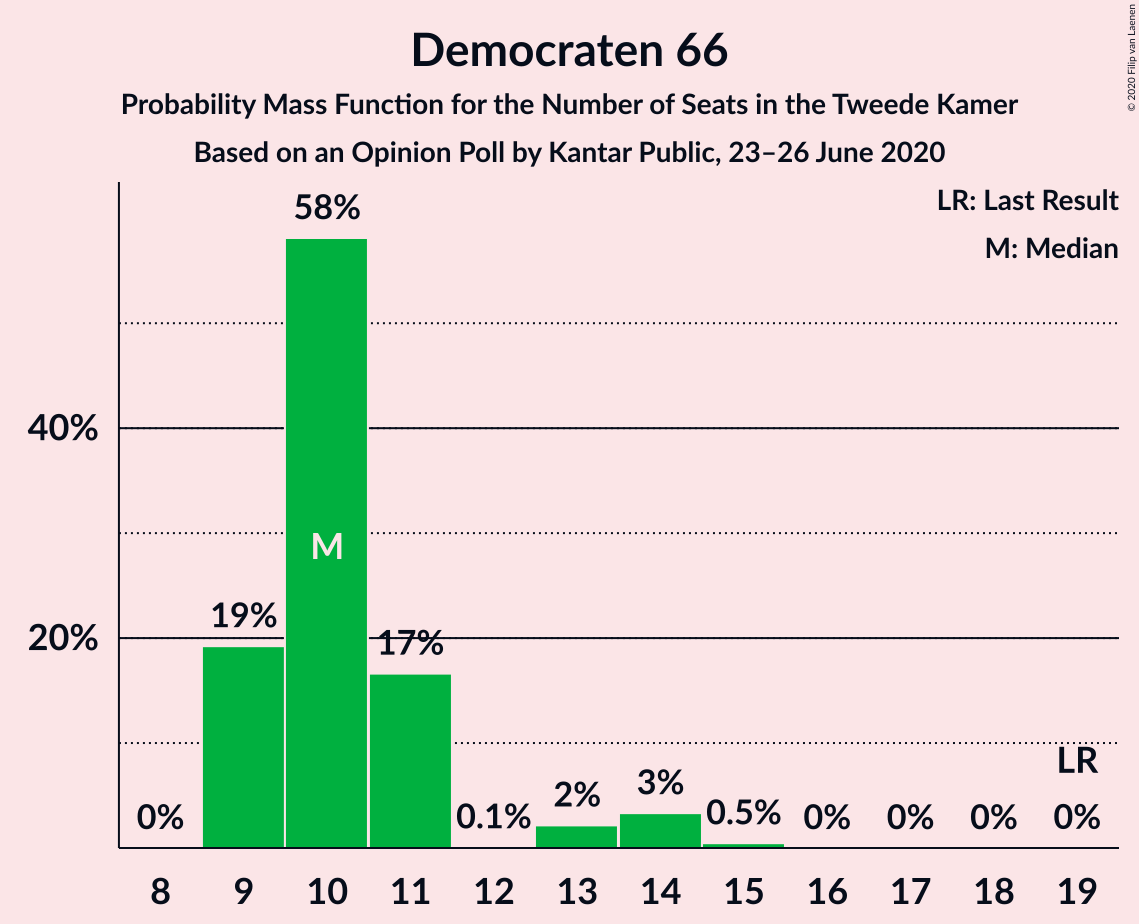 Democraten 66
Probability Mass Function for the Number of Seats in the Tweede Kamer
Based on an Opinion Poll by Kantar Public, 23–26 June 2020
© 2020 Filip van Laenen
LR: Last Result
M: Median
58%
40%
M
19%
20%
17%
LR
0%
0.1%
2%
3%
0.5%
0%
0%
0%
0%
8 9 10 11 12 13 14 15 16 17 18 19